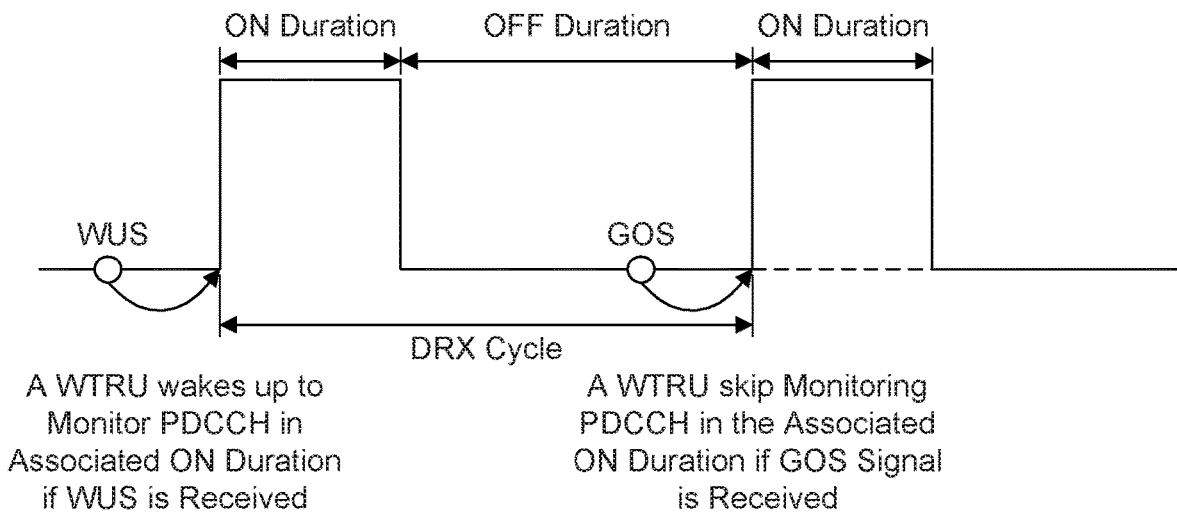 ON Duration OFF Duration ON Duration
WUS GOS
DRX Cycle
A WTRU wakes up to
Monitor PDCCH in
Associated ON Duration
if WUS is Received
A WTRU skip Monitoring
PDCCH in the Associated
ON Duration if GOS Signal
is Received